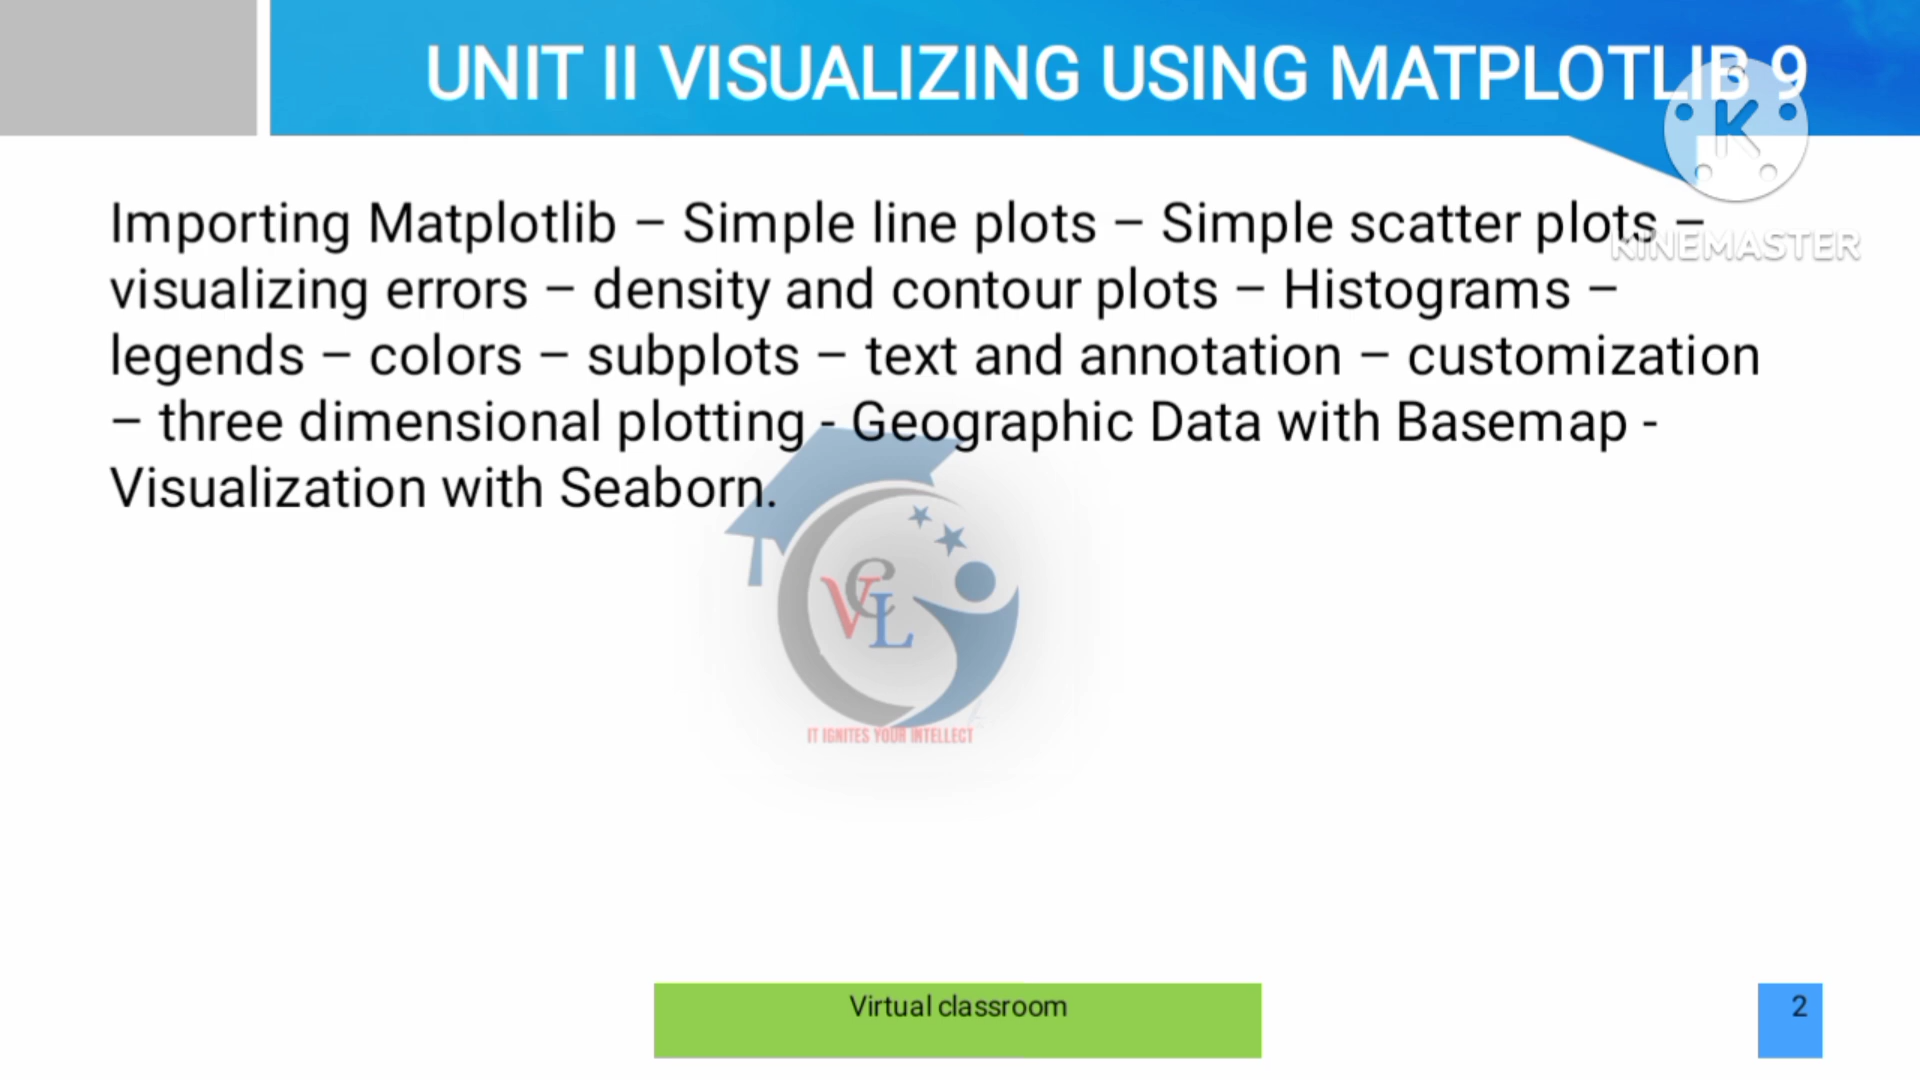 UNIT II VISUALIZING USING MATPLOTLIB 9
K
KINEMASTER
Importing Matplotlib – Simple line plots – Simple scatter plots –
visualizing errors – density and contour plots – Histograms –
legends – colors – subplots – text and annotation – customization
– three dimensional plotting - Geographic Data with Basemap -
Visualization with Seaborn.
VCL
IT IGNITES YOUR INTELLECT
Virtual classroom
2